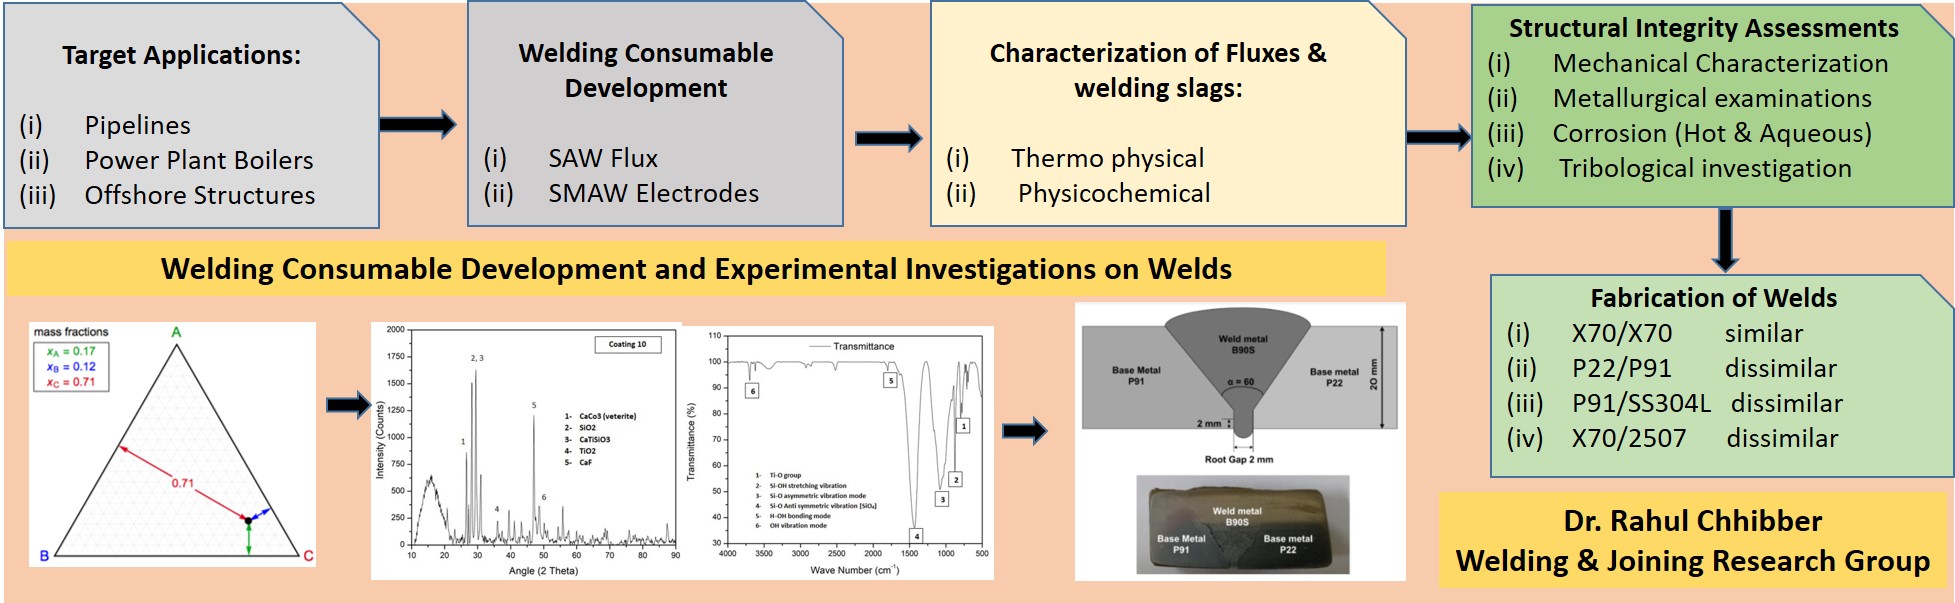 Target Applications:
(i) Pipelines
(ii) Power Plant Boilers
(iii) Offshore Structures
Welding Consumable
Development
(i) SAW Flux
(ii) SMAW Electrodes
Characterization of Fluxes &
welding slags:
(i) Thermo physical
(ii) Physicochemical
Structural Integrity Assessments
(i) Mechanical Characterization
(ii) Metallurgical examinations
(iii) Corrosion (Hot & Aqueous)
(iv) Tribological investigation
Welding Consumable Development and Experimental Investigations on Welds
Fabrication of Welds
(i) X70/X70 similar
(ii) P22/P91 dissimilar
(iii) P91/SS304L dissimilar
(iv) X70/2507 dissimilar
mass fractions
xA = 0.17
xB = 0.12
xC = 0.71
A
0.71
B
C
Coating 10
Intensity (Counts)
2000
1750
1500
1250
1000
750
500
250
0
1
2, 3
4
5
6
1- CaCo3 (veterite)
2- SiO2
3- CaTiSiO3
4- TiO2
5- CaF
10 20 30 40 50 60 70 80 90
Angle (2 Theta)
Transmittance
Transmittance (%)
110
100
90
80
70
60
50
40
30
6
5
1
2
3
4
1- Ti-O group
2- Si-OH stretching vibration
3- Si-O asymmetric vibration mode
4- Si-O Anti symmetric vibration [SiO₄]
5- H-OH bonding mode
6- OH vibration mode
4000 3500 3000 2500 2000 1500 1000 500
Wave Number (cm⁻¹)
Weld metal
B90S
Base Metal
P91
α = 60
Base metal
P22
20 mm
2 mm
Root Gap 2 mm
Weld metal
B90S
Base Metal
P91
Base Metal
P22
Dr. Rahul Chhibber
Welding & Joining Research Group